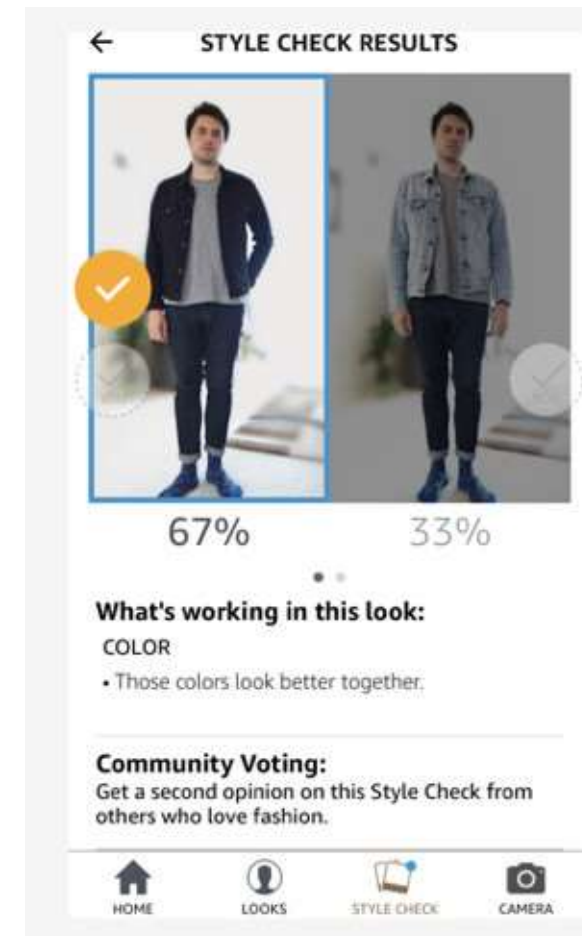 STYLE CHECK RESULTS
67%
33%
What's working in this look:
COLOR
• Those colors look better together.
Community Voting:
Get a second opinion on this Style Check from
others who love fashion.
HOME
LOOKS
STYLE CHECK
CAMERA